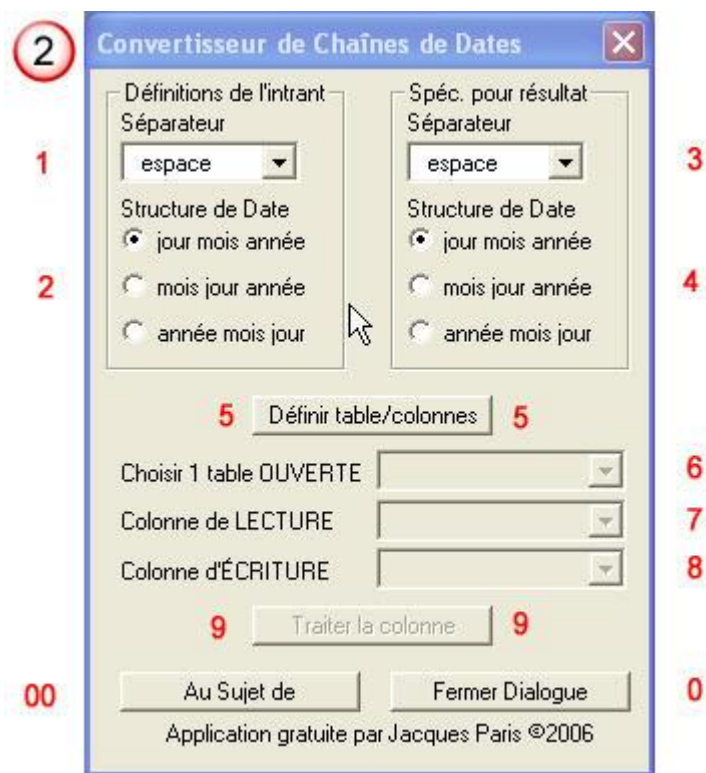 2 Convertisseur de Chaînes de Dates
Définitions de l'intrant Spéc. pour résultat
Séparateur Séparateur
1 espace espace 3
Structure de Date Structure de Date
jour mois année jour mois année
2 mois jour année mois jour année 4
année mois jour année mois jour
5 Définir table/colonnes 5
Choisir 1 table OUVERTE 6
Colonne de LECTURE 7
Colonne d'ÉCRITURE 8
9 Traiter la colonne 9
00 Au Sujet de Fermer Dialogue 0
Application gratuite par Jacques Paris ©2006